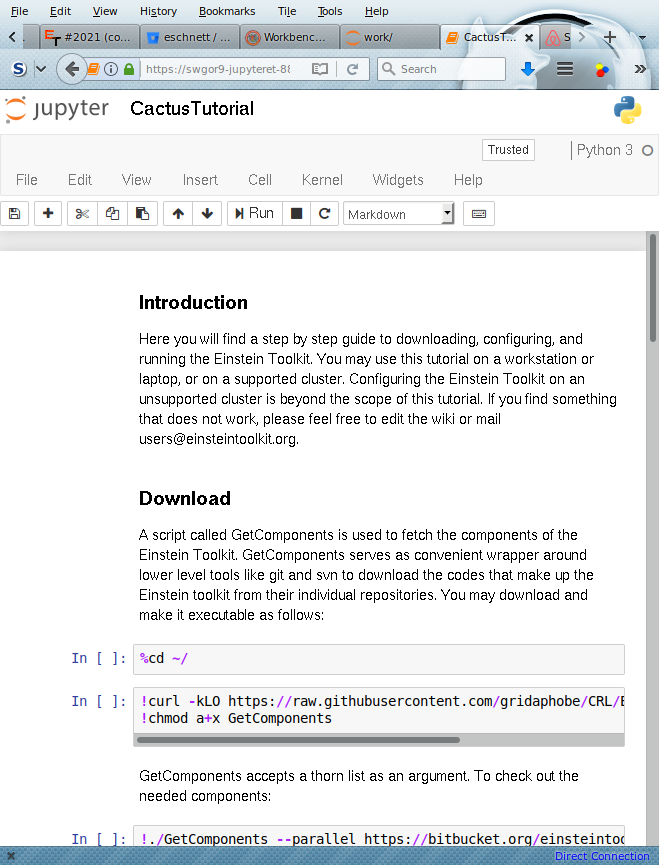 File Edit View History Bookmarks Tile Tools Help
#2021 (co... eschnett / ... Workbenc... work/ CactusT... S
https://swgor9-jupyteret-88 Search
jupyter CactusTutorial
Trusted Python 3
File Edit View Insert Cell Kernel Widgets Help
Run Markdown
Introduction
Here you will find a step by step guide to downloading, configuring, and
running the Einstein Toolkit. You may use this tutorial on a workstation or
laptop, or on a supported cluster. Configuring the Einstein Toolkit on an
unsupported cluster is beyond the scope of this tutorial. If you find something
that does not work, please feel free to edit the wiki or mail
users@einsteintoolkit.org.
Download
A script called GetComponents is used to fetch the components of the
Einstein Toolkit. GetComponents serves as convenient wrapper around
lower level tools like git and svn to download the codes that make up the
Einstein toolkit from their individual repositories. You may download and
make it executable as follows:
In [ ]: %cd ~/
In [ ]: !curl -kLO https://raw.githubusercontent.com/gridaphobe/CRL/E
!chmod a+x GetComponents
GetComponents accepts a thorn list as an argument. To check out the
needed components:
In [ ]: !./GetComponents --parallel https://bitbucket.org/einsteintoo
Direct Connection